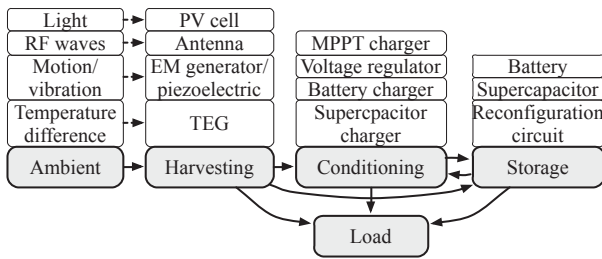 Light
RF waves
Motion/
vibration
Temperature
difference
Ambient
PV cell
Antenna
EM generator/
piezoelectric
TEG
Harvesting
MPPT charger
Voltage regulator
Battery charger
Supercpacitor
charger
Conditioning
Battery
Supercapacitor
Reconfiguration
circuit
Storage
Load